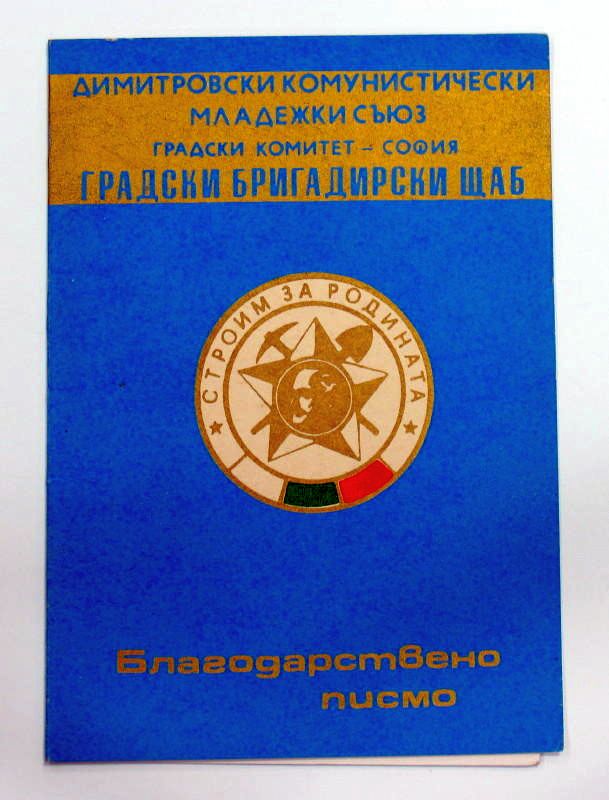 ДИМИТРОВСКИ КОМУНИСТИЧЕСКИ
МЛАДЕЖКИ СЪЮЗ
ГРАДСКИ КОМИТЕТ – СОФИЯ
ГРАДСКИ БРИГАДИРСКИ ЩАБ
СТРОИМ ЗА РОДИНАТА
Благодарствено
писмо